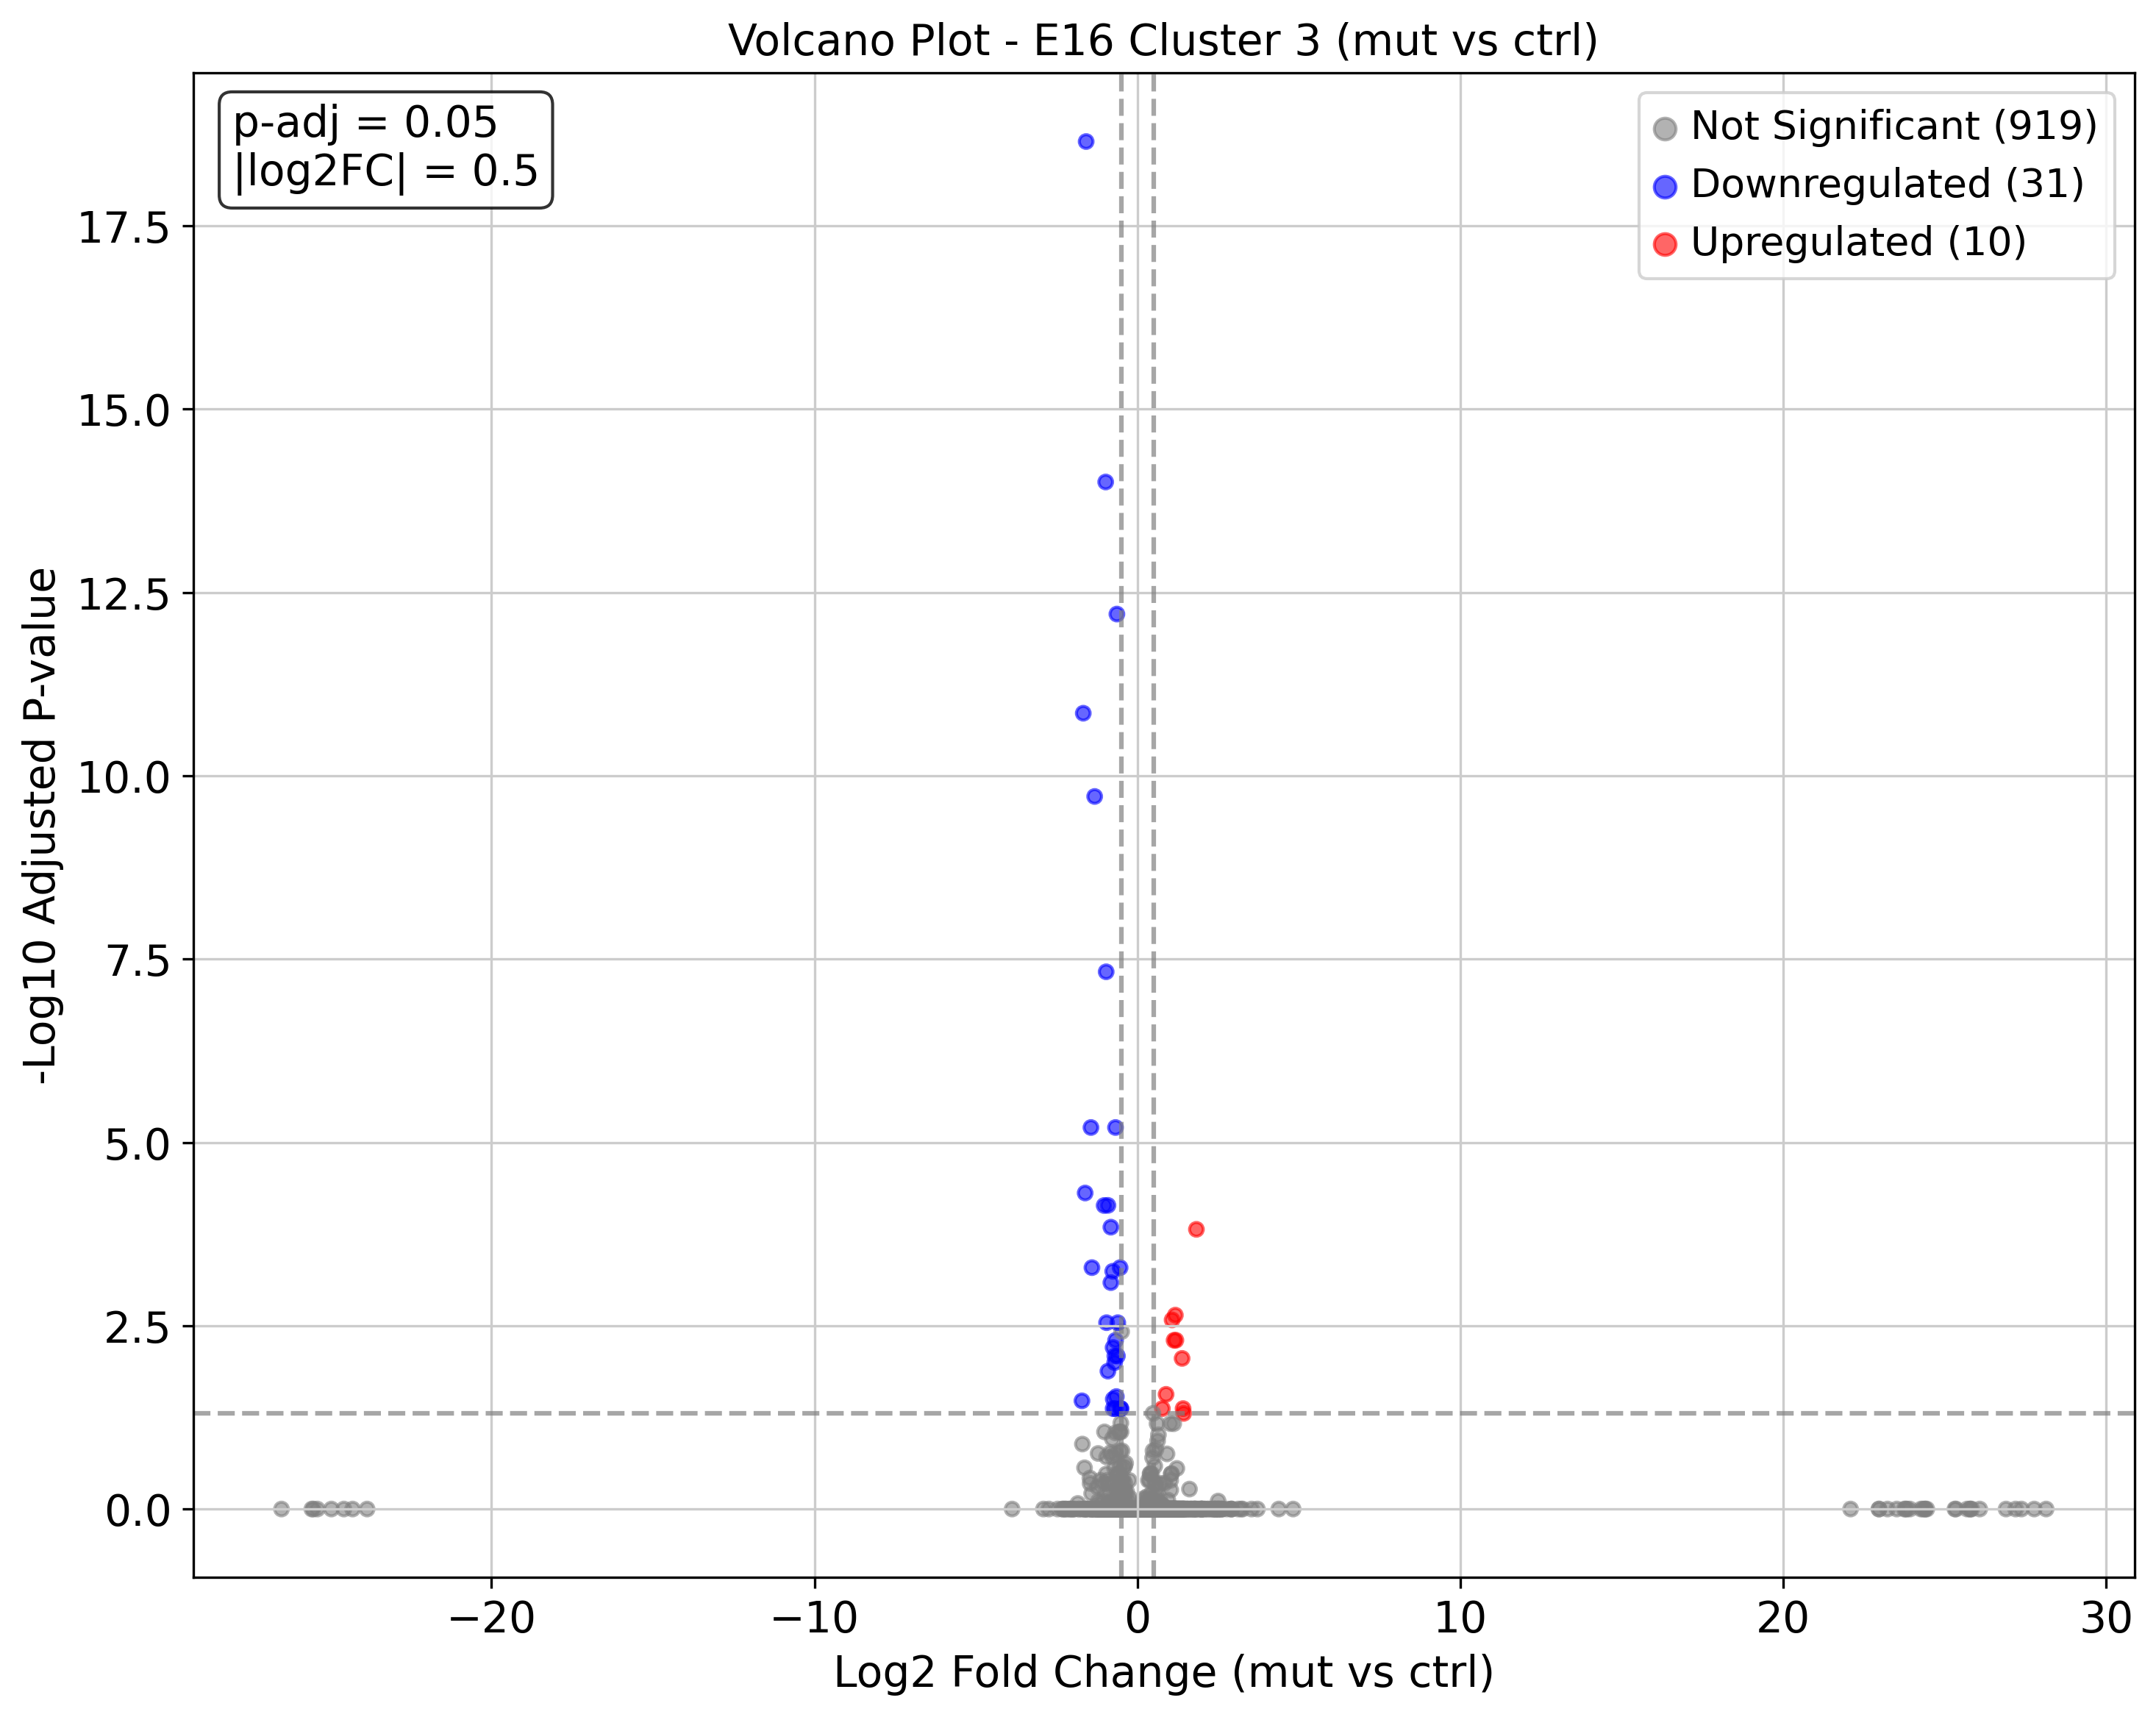 Volcano Plot - E16 Cluster 3 (mut vs ctrl)
p-adj = 0.05
|log2FC| = 0.5
Not Significant (919)
Downregulated (31)
Upregulated (10)
-Log10 Adjusted P-value
17.5
15.0
12.5
10.0
7.5
5.0
2.5
0.0
−20 −10 0 10 20 30
Log2 Fold Change (mut vs ctrl)